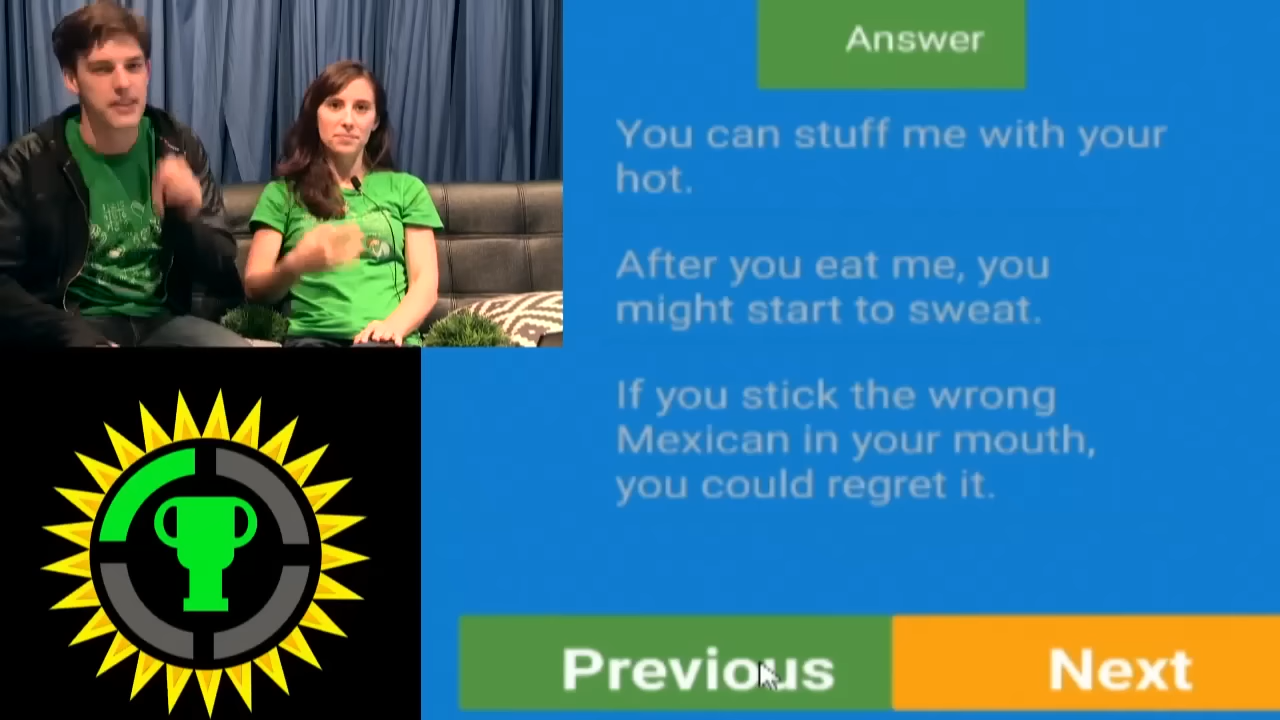 Answer
You can stuff me with your
hot.
After you eat me, you
might start to sweat.
If you stick the wrong
Mexican in your mouth,
you could regret it.
Previous
Next